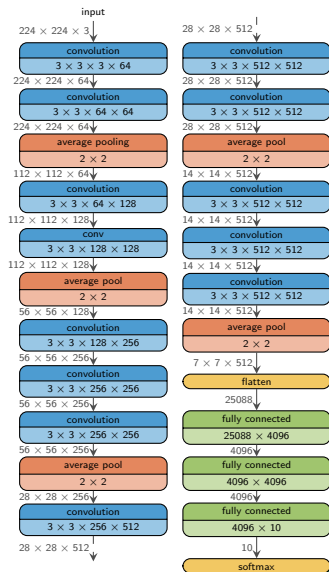 input
224 × 224 × 3
convolution
3 × 3 × 3 × 64
224 × 224 × 64
convolution
3 × 3 × 64 × 64
224 × 224 × 64
average pooling
2 × 2
112 × 112 × 64
convolution
3 × 3 × 64 × 128
112 × 112 × 128
conv
3 × 3 × 128 × 128
112 × 112 × 128
average pool
2 × 2
56 × 56 × 128
convolution
3 × 3 × 128 × 256
56 × 56 × 256
convolution
3 × 3 × 256 × 256
56 × 56 × 256
convolution
3 × 3 × 256 × 256
56 × 56 × 256
average pool
2 × 2
28 × 28 × 256
convolution
3 × 3 × 256 × 512
28 × 28 × 512
28 × 28 × 512
convolution
3 × 3 × 512 × 512
28 × 28 × 512
convolution
3 × 3 × 512 × 512
28 × 28 × 512
average pool
2 × 2
14 × 14 × 512
convolution
3 × 3 × 512 × 512
14 × 14 × 512
convolution
3 × 3 × 512 × 512
14 × 14 × 512
convolution
3 × 3 × 512 × 512
14 × 14 × 512
average pool
2 × 2
7 × 7 × 512
flatten
25088
fully connected
25088 × 4096
4096
fully connected
4096 × 4096
4096
fully connected
4096 × 10
10
softmax